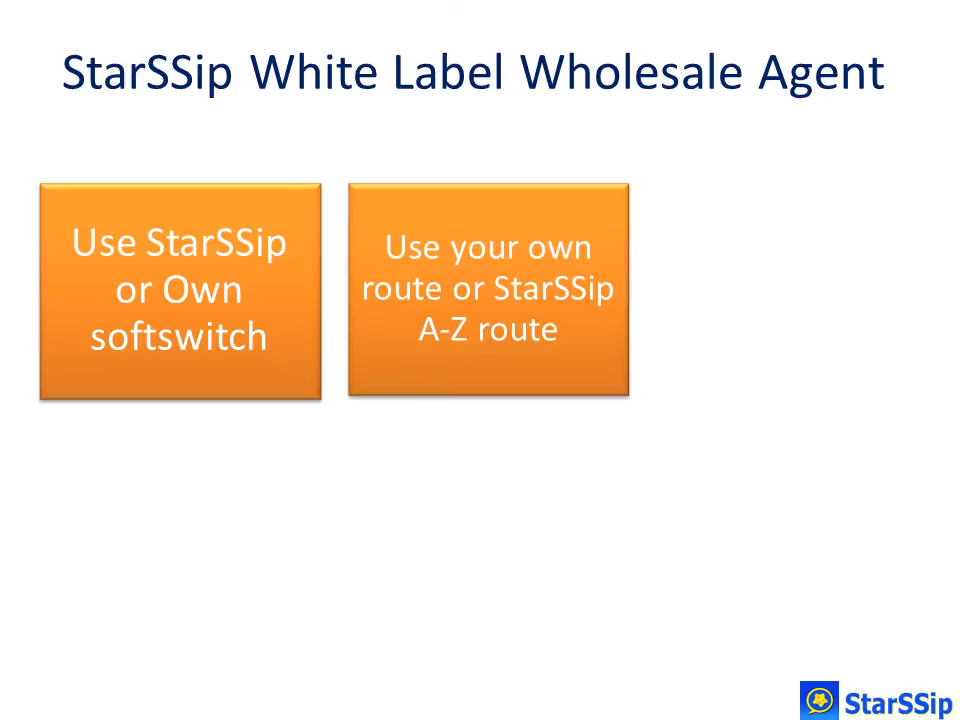 StarSSip White Label Wholesale Agent
Use StarSSip
or Own
softswitch
Use your own
route or StarSSip
A-Z route
StarSSip